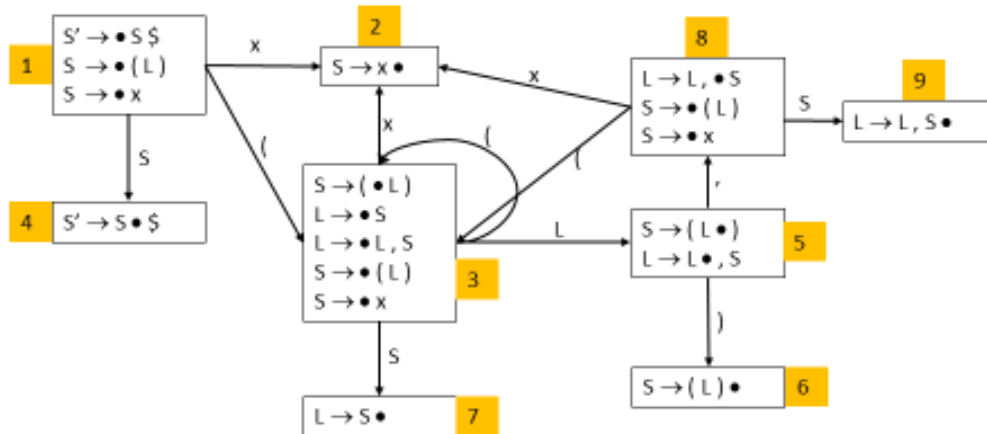 1
S' → • S $
S → • ( L )
S → • x
x
2
S → x •
8
L → L , • S
S → • ( L )
S → • x
x
S
9
L → L , S •
(
S
x
(
(
4
S' → S • $
S → ( • L )
L → • S
L → • L , S
S → • ( L )
S → • x
3
L
,
S → ( L • )
L → L • , S
5
S
)
L → S •
7
S → ( L ) •
6